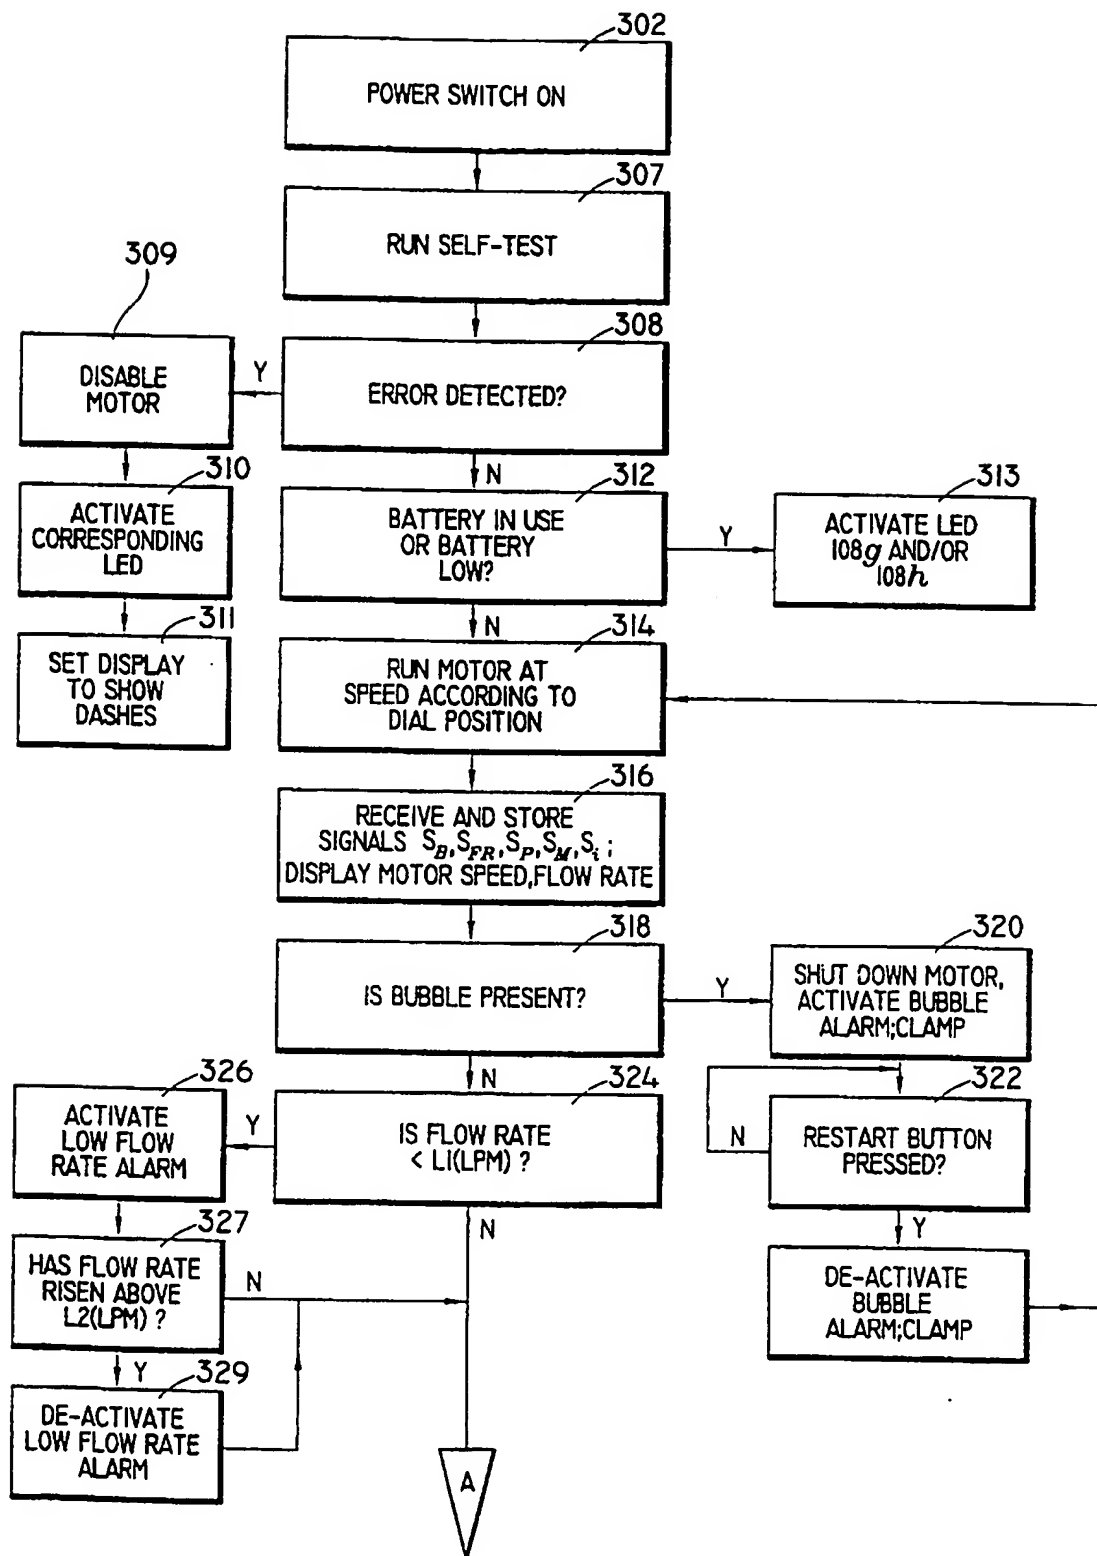 302
POWER SWITCH ON
307
RUN SELF-TEST
309
DISABLE
MOTOR
Y
308
ERROR DETECTED?
N
310
ACTIVATE
CORRESPONDING
LED
311
SET DISPLAY
TO SHOW
DASHES
312
BATTERY IN USE
OR BATTERY
LOW?
Y
313
ACTIVATE LED
108g AND/OR
108h
N
314
RUN MOTOR AT
SPEED ACCORDING TO
DIAL POSITION
316
RECEIVE AND STORE
SIGNALS S_B, S_FR, S_P, S_M, S_i ;
DISPLAY MOTOR SPEED, FLOW RATE
318
IS BUBBLE PRESENT?
Y
320
SHUT DOWN MOTOR,
ACTIVATE BUBBLE
ALARM;CLAMP
N
322
RESTART BUTTON
PRESSED?
N
Y
DE-ACTIVATE
BUBBLE
ALARM;CLAMP
324
IS FLOW RATE
< L1(LPM) ?
Y
N
326
ACTIVATE
LOW FLOW
RATE ALARM
327
HAS FLOW RATE
RISEN ABOVE
L2(LPM) ?
N
Y
329
DE-ACTIVATE
LOW FLOW RATE
ALARM
A